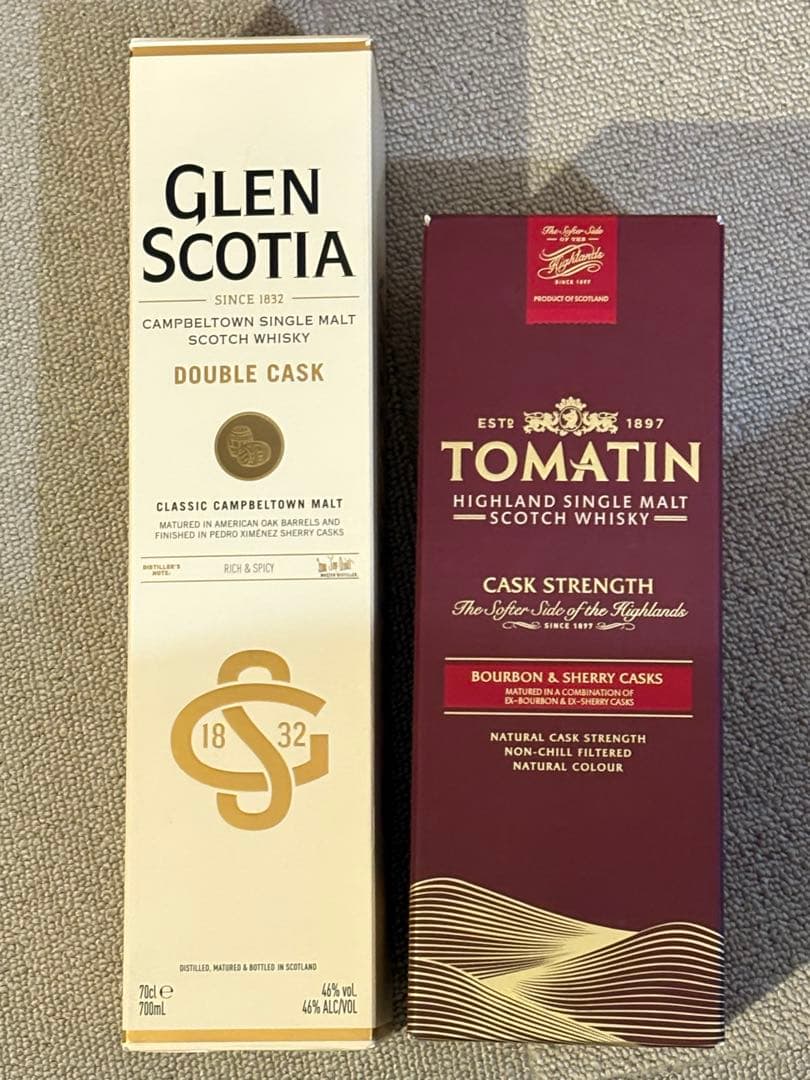 GLEN
SCOTIA
SINCE 1832
CAMPBELTOWN SINGLE MALT
SCOTCH WHISKY
DOUBLE CASK
CLASSIC CAMPBELTOWN MALT
MATURED IN AMERICAN OAK BARRELS AND
FINISHED IN PEDRO XIMÉNEZ SHERRY CASKS
DISTILLER'S
NOTE:
RICH & SPICY
MASTER DISTILLER
18 32
DISTILLED, MATURED & BOTTLED IN SCOTLAND
70cl ℮
700mL
46% vol.
46% ALC/VOL
The Softer Side
OF THE
Highlands
SINCE 1897
PRODUCT OF SCOTLAND
ESTD 1897
TOMATIN
HIGHLAND SINGLE MALT
SCOTCH WHISKY
CASK STRENGTH
The Softer Side of the Highlands
SINCE 1897
BOURBON & SHERRY CASKS
MATURED IN A COMBINATION OF
EX-BOURBON & EX-SHERRY CASKS
NATURAL CASK STRENGTH
NON-CHILL FILTERED
NATURAL COLOUR